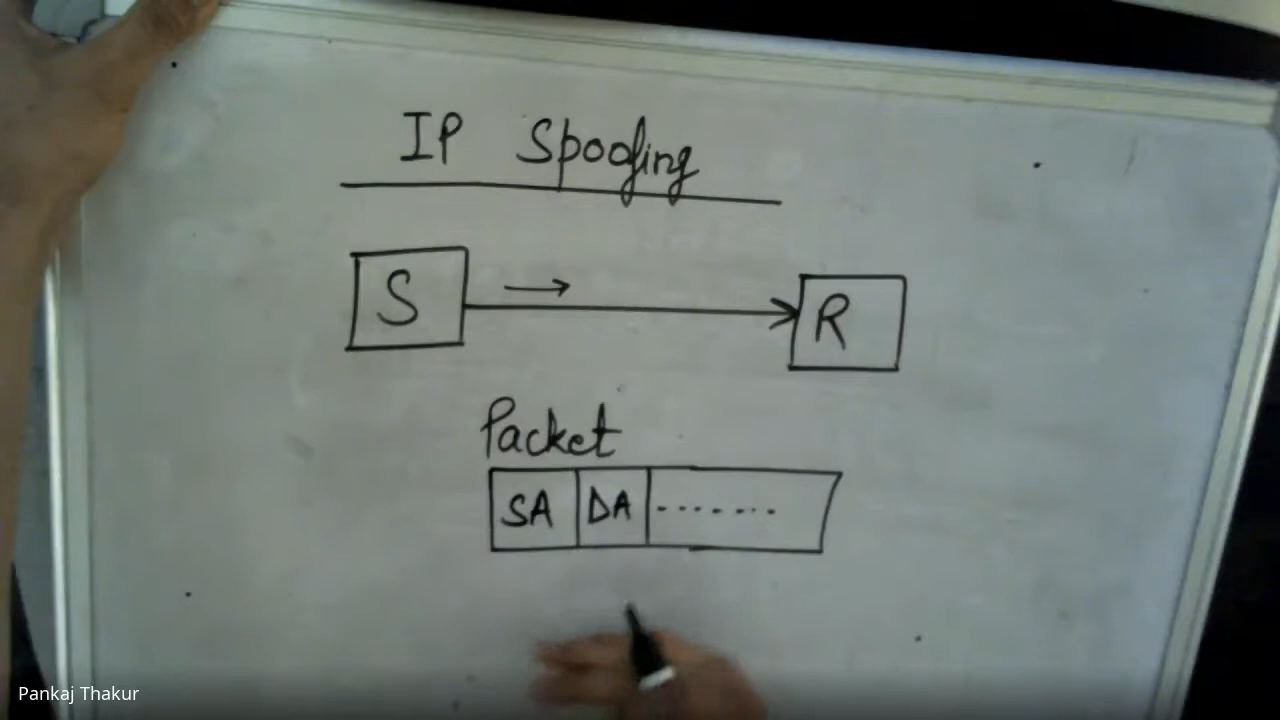 IP Spoofing
S R
Packet
SA DA .......
Pankaj Thakur